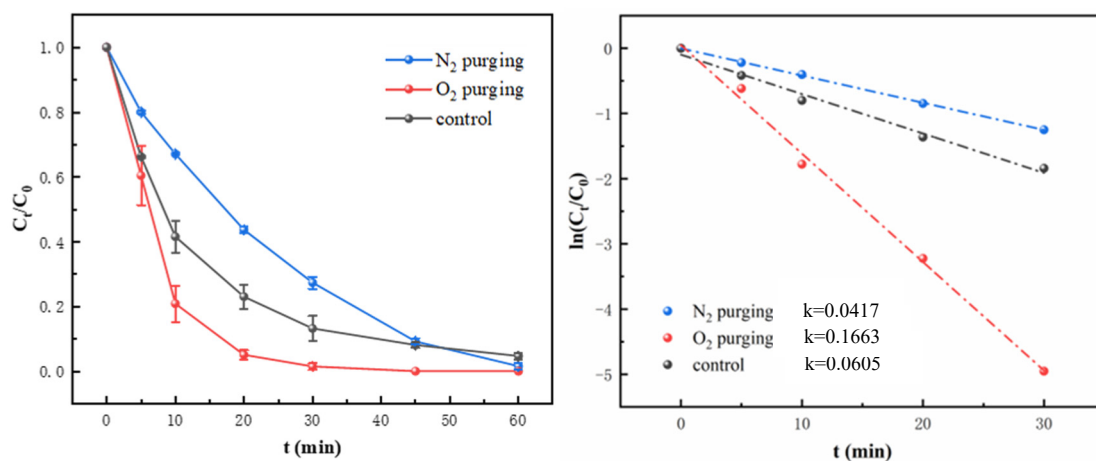 1.0
0.8
0.6
0.4
0.2
0.0
Cₜ/C₀
N₂ purging
O₂ purging
control
0 10 20 30 40 50 60
t (min)
0
-1
-2
-3
-4
-5
ln(Cₜ/C₀)
N₂ purging k=0.0417
O₂ purging k=0.1663
control k=0.0605
0 10 20 30
t (min)